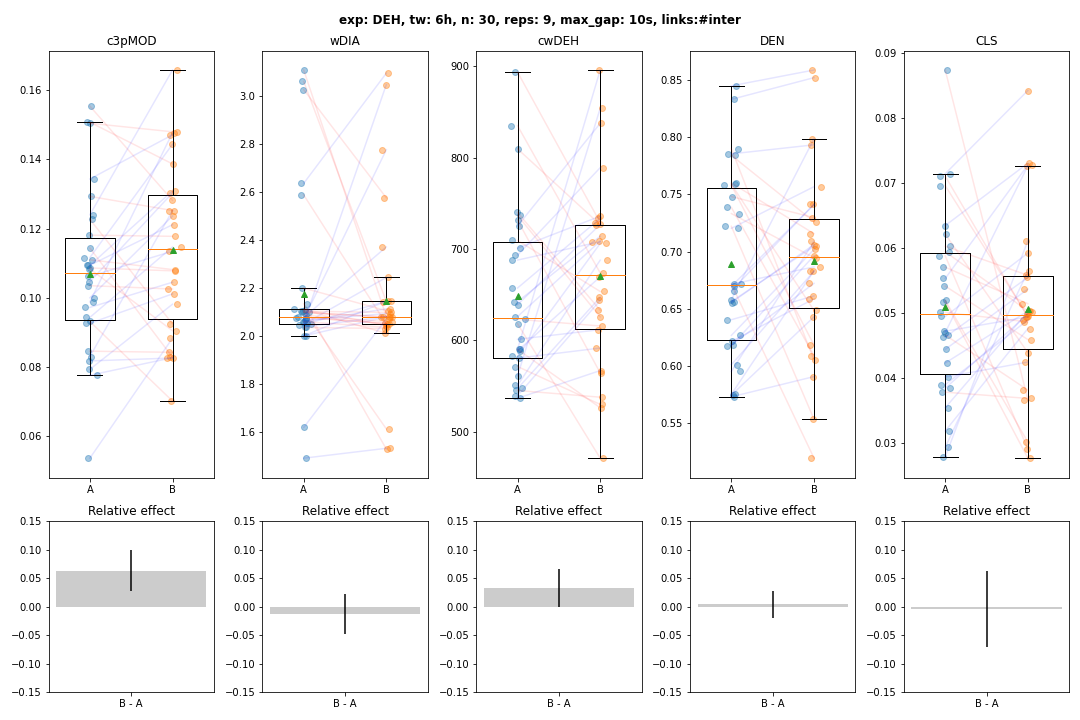 exp: DEH, tw: 6h, n: 30, reps: 9, max_gap: 10s, links:#inter
c3pMOD
wDIA
cwDEH
DEN
CLS
0.16
0.14
0.12
0.10
0.08
0.06
A
B
3.0
2.8
2.6
2.4
2.2
2.0
1.8
1.6
A
B
900
800
700
600
500
A
B
0.85
0.80
0.75
0.70
0.65
0.60
0.55
A
B
0.09
0.08
0.07
0.06
0.05
0.04
0.03
A
B
Relative effect
0.15
0.10
0.05
0.00
−0.05
−0.10
−0.15
B - A
Relative effect
0.15
0.10
0.05
0.00
−0.05
−0.10
−0.15
B - A
Relative effect
0.15
0.10
0.05
0.00
−0.05
−0.10
−0.15
B - A
Relative effect
0.15
0.10
0.05
0.00
−0.05
−0.10
−0.15
B - A
Relative effect
0.15
0.10
0.05
0.00
−0.05
−0.10
−0.15
B - A